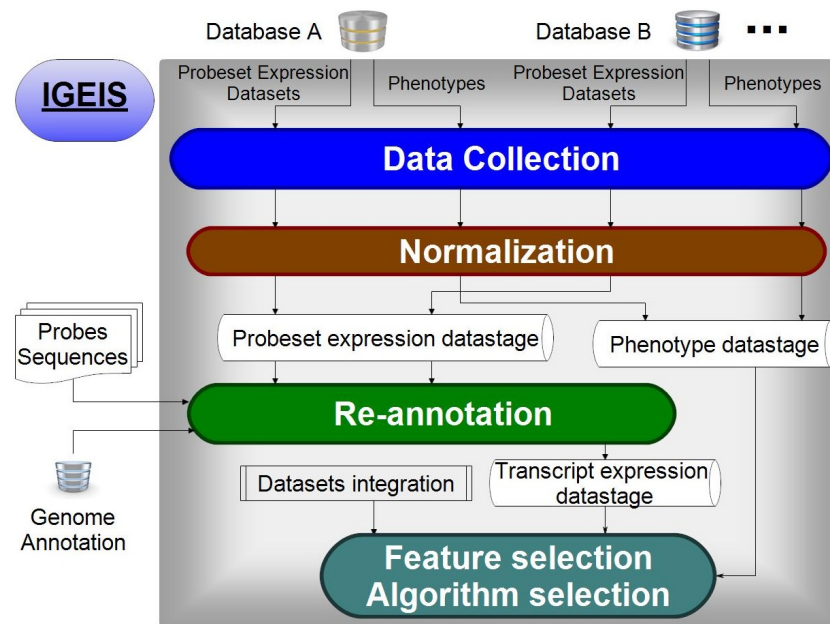 Database A
Database B
...
IGEIS
Probeset Expression
Datasets
Phenotypes
Probeset Expression
Datasets
Phenotypes
Data Collection
Normalization
Probes
Sequences
Probeset expression datastage
Phenotype datastage
Re-annotation
Genome
Annotation
Datasets integration
Transcript expression
datastage
Feature selection
Algorithm selection